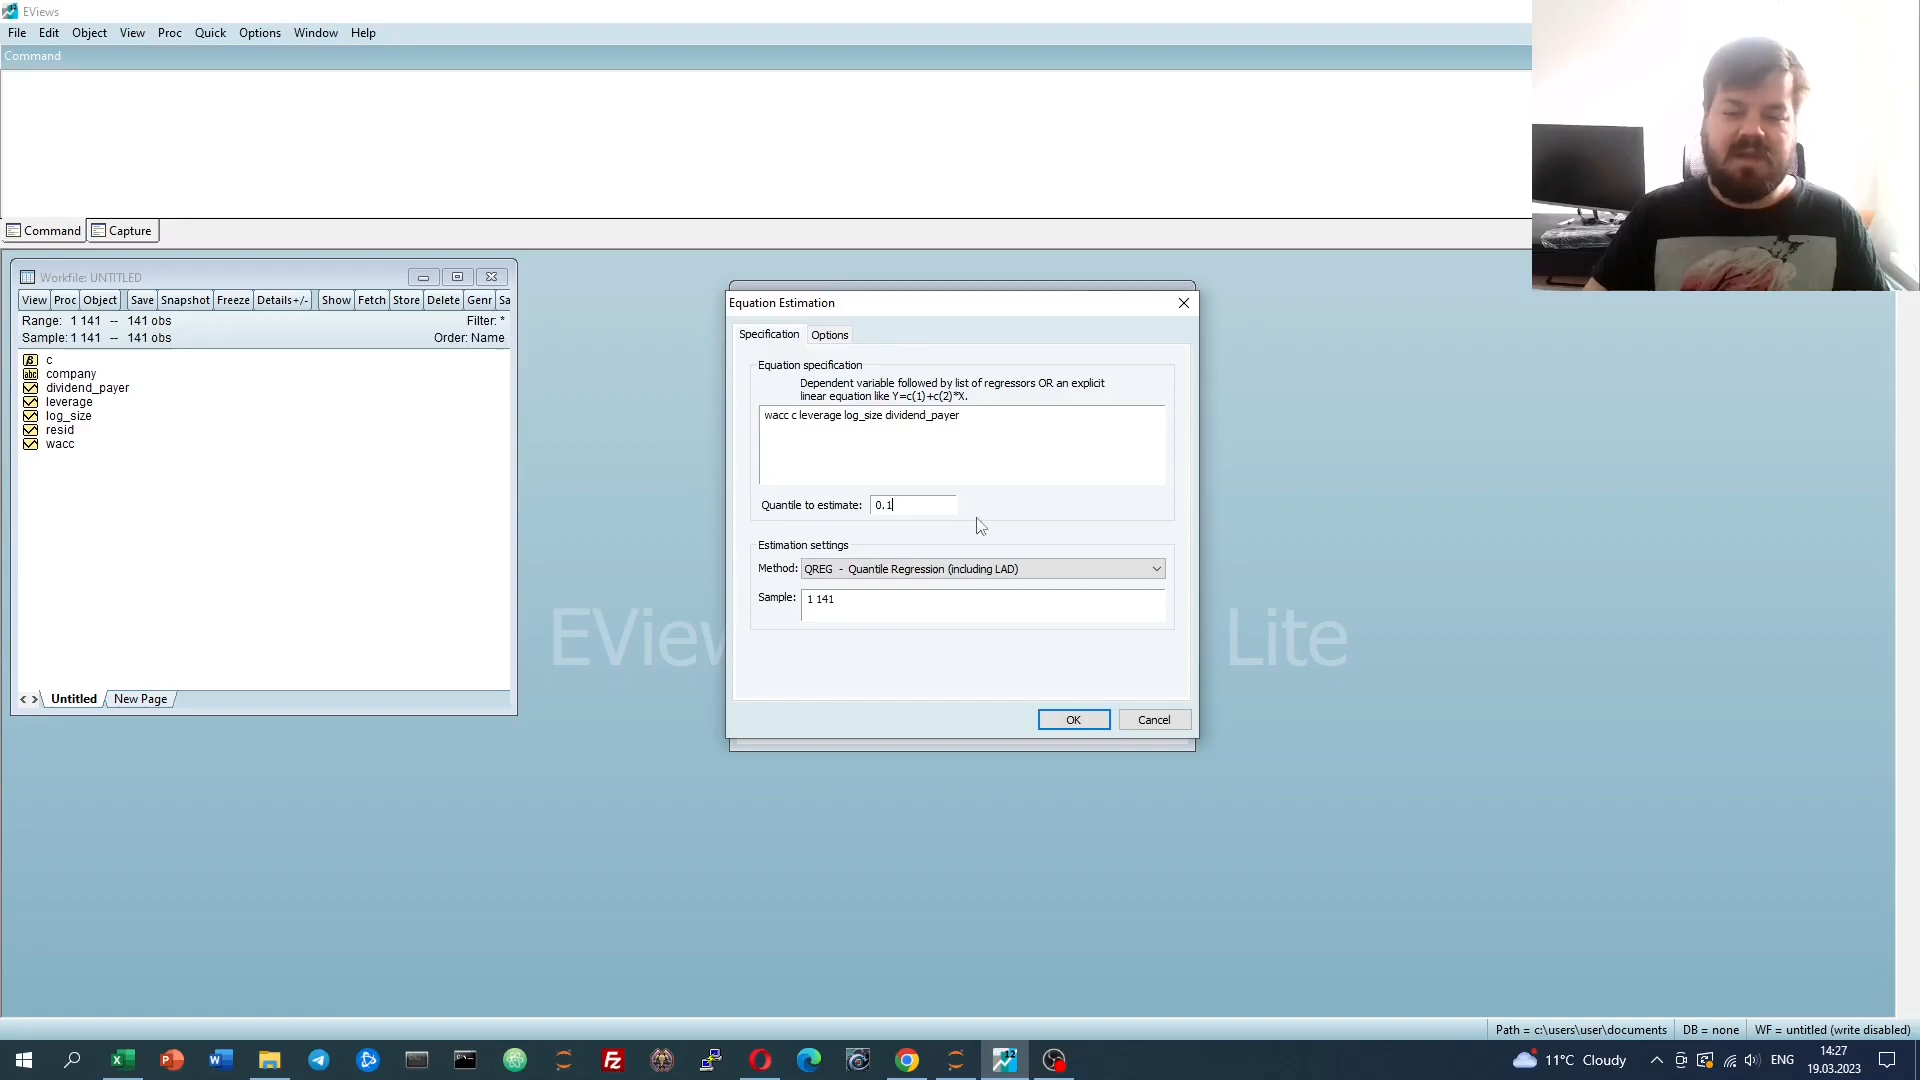 EViews
File Edit Object View Proc Quick Options Window Help
Command
Command Capture
Workfile: UNTITLED
View Proc Object Save Snapshot Freeze Details+/- Show Fetch Store Delete Genr Sa
Range: 1 141 -- 141 obs Filter: *
Sample: 1 141 -- 141 obs Order: Name
c
company
dividend_payer
leverage
log_size
resid
wacc
Untitled New Page
Equation Estimation
Specification Options
Equation specification
Dependent variable followed by list of regressors OR an explicit
linear equation like Y=c(1)+c(2)*X.
wacc c leverage log_size dividend_payer
Quantile to estimate: 0.1
Estimation settings
Method: QREG - Quantile Regression (including LAD)
Sample: 1 141
OK Cancel
Lite
Path = c:\users\user\documents DB = none WF = untitled (write disabled)
11°C Cloudy ENG 14:27
19.03.2023